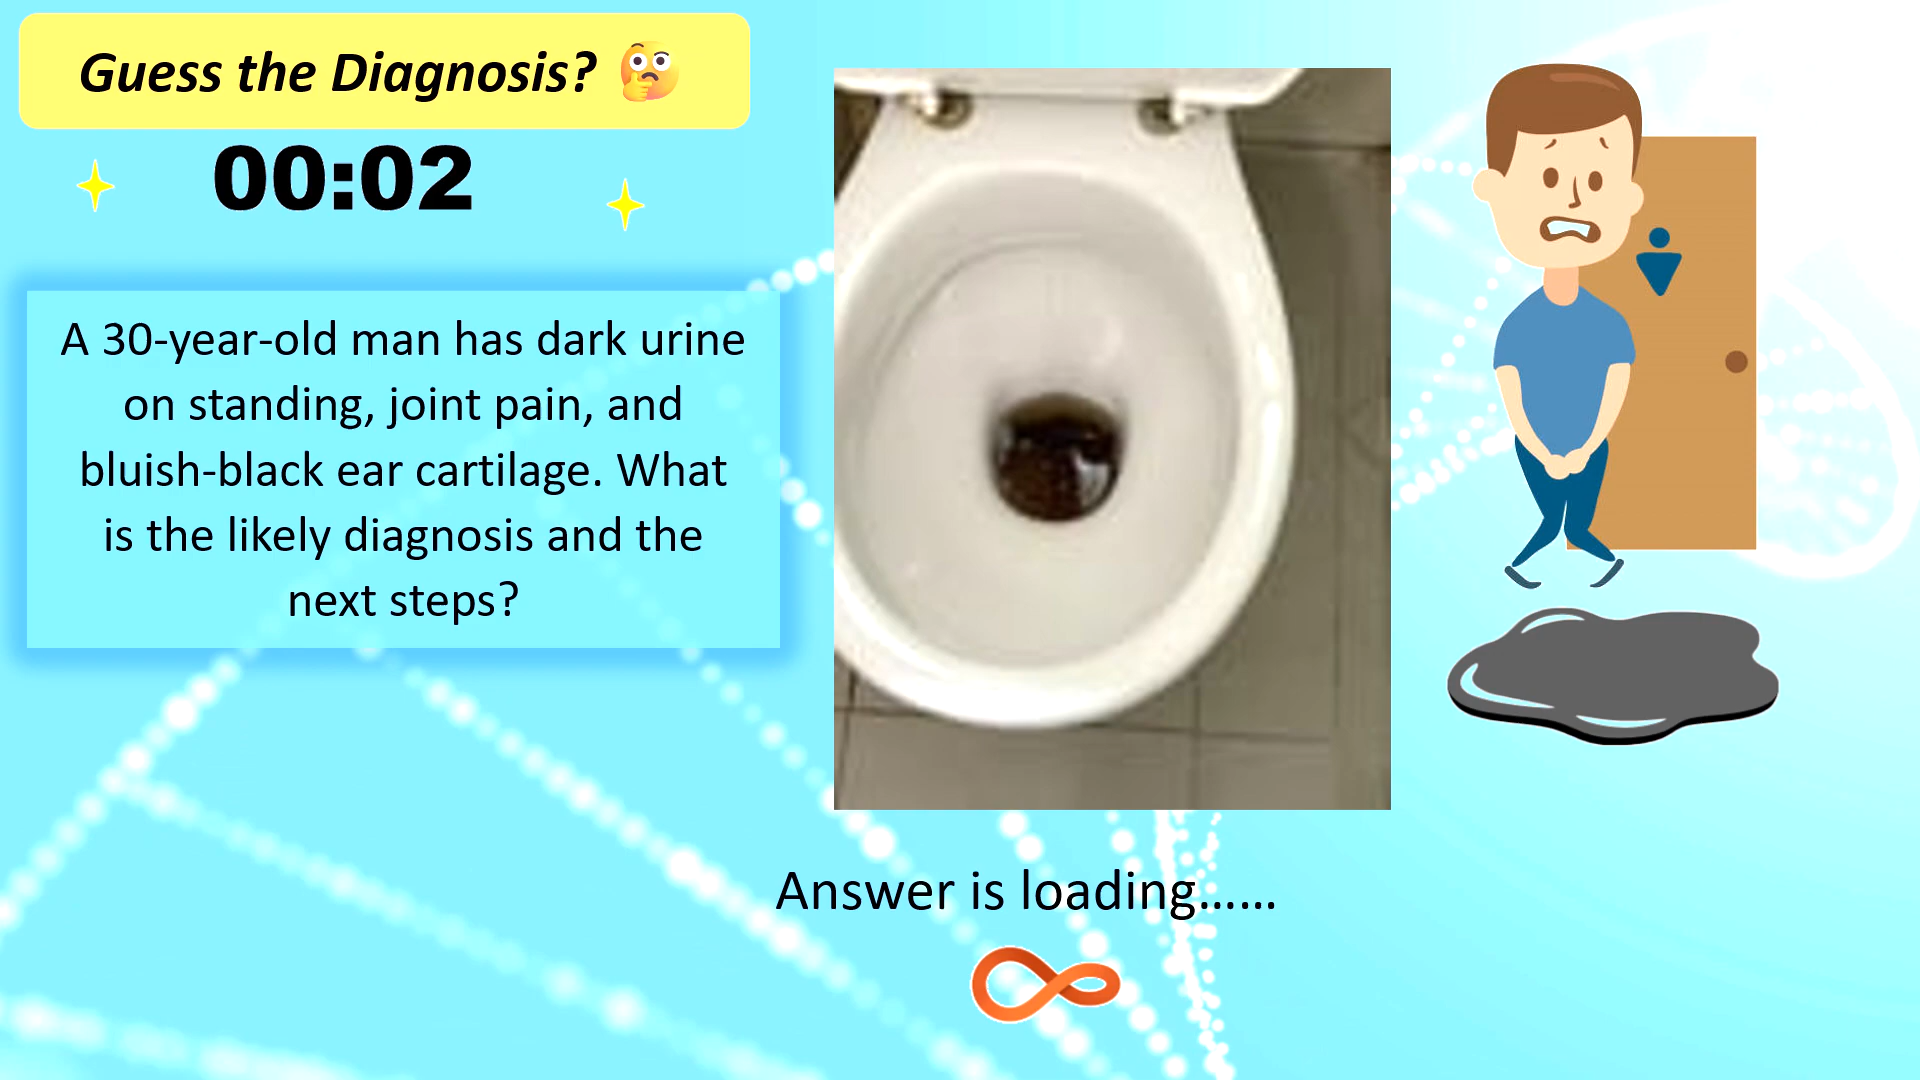 Guess the Diagnosis? 🤔
00:02
A 30-year-old man has dark urine
on standing, joint pain, and
bluish-black ear cartilage. What
is the likely diagnosis and the
next steps?
Answer is loading......